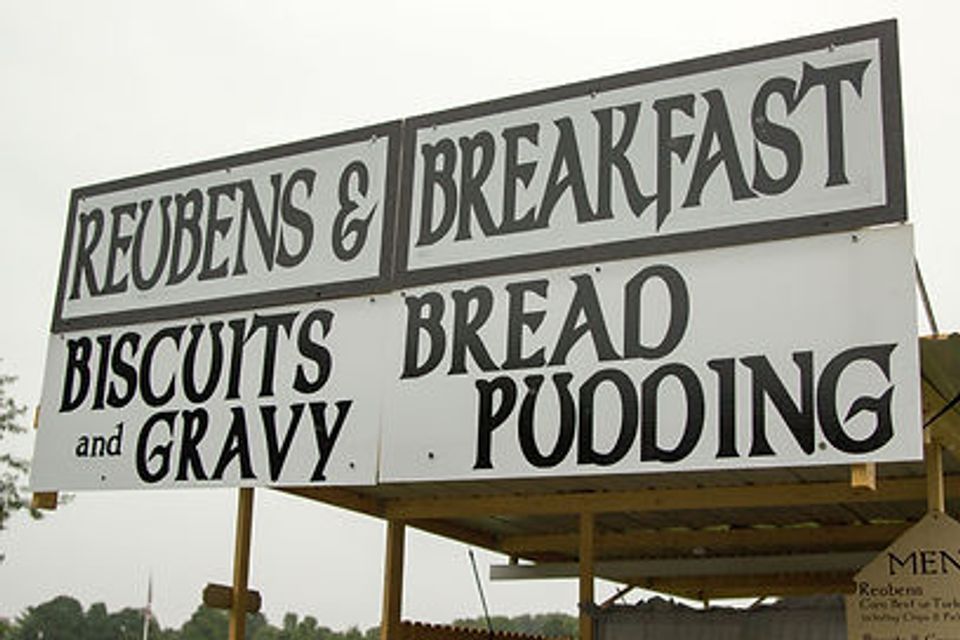 REUBENS & BREAKFAST
BISCUITS
and GRAVY
BREAD
PUDDING
MEN
Reubens